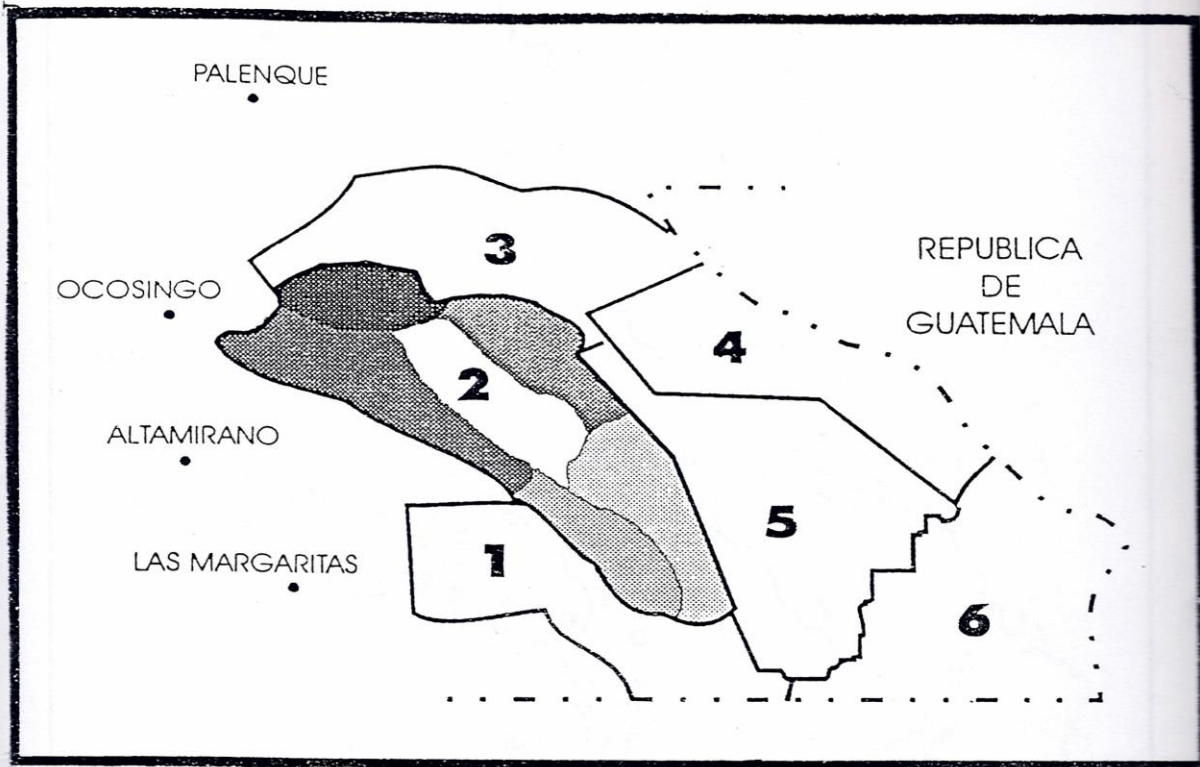 PALENQUE
3
REPUBLICA
DE
GUATEMALA
OCOSINGO
4
2
ALTAMIRANO
5
1
LAS MARGARITAS
6